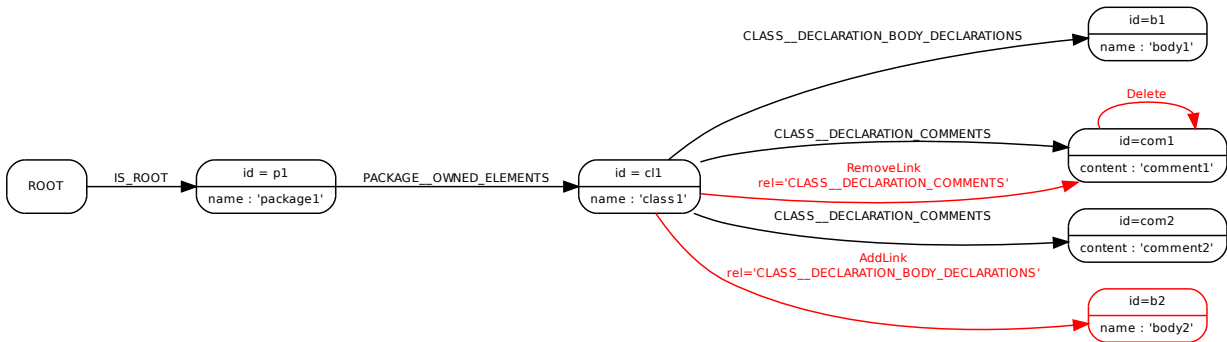 ROOT
IS_ROOT
id = p1
name : 'package1'
PACKAGE__OWNED_ELEMENTS
id = cl1
name : 'class1'
CLASS__DECLARATION_BODY_DECLARATIONS
id=b1
name : 'body1'
Delete
CLASS__DECLARATION_COMMENTS
id=com1
content : 'comment1'
RemoveLink
rel='CLASS__DECLARATION_COMMENTS'
CLASS__DECLARATION_COMMENTS
id=com2
content : 'comment2'
AddLink
rel='CLASS__DECLARATION_BODY_DECLARATIONS'
id=b2
name : 'body2'